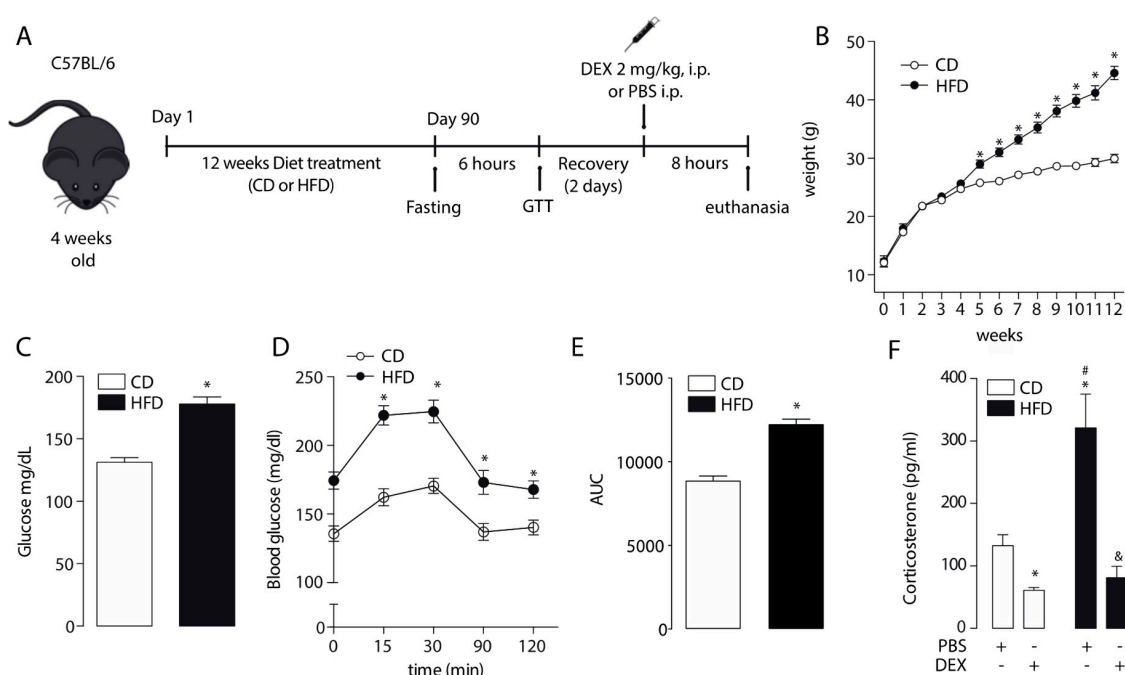 A
C57BL/6
4 weeks
old
Day 1
Day 90
DEX 2 mg/kg, i.p.
or PBS i.p.
12 weeks Diet treatment
(CD or HFD)
6 hours
Recovery
(2 days)
8 hours
Fasting
GTT
euthanasia
B
CD
HFD
weight (g)
50
40
30
20
10
* * * * * * * *
0 1 2 3 4 5 6 7 8 9 10 11 12
weeks
C
CD
HFD
Glucose mg/dL
200
150
100
50
0
*
D
CD
HFD
Blood glucose (mg/dl)
250
200
150
100
0
* * * *
0 15 30 90 120
time (min)
E
CD
HFD
AUC
15000
10000
5000
0
*
F
CD
HFD
Corticosterone (pg/ml)
400
300
200
100
0
*
#
*
&
PBS + - + -
DEX - + - +